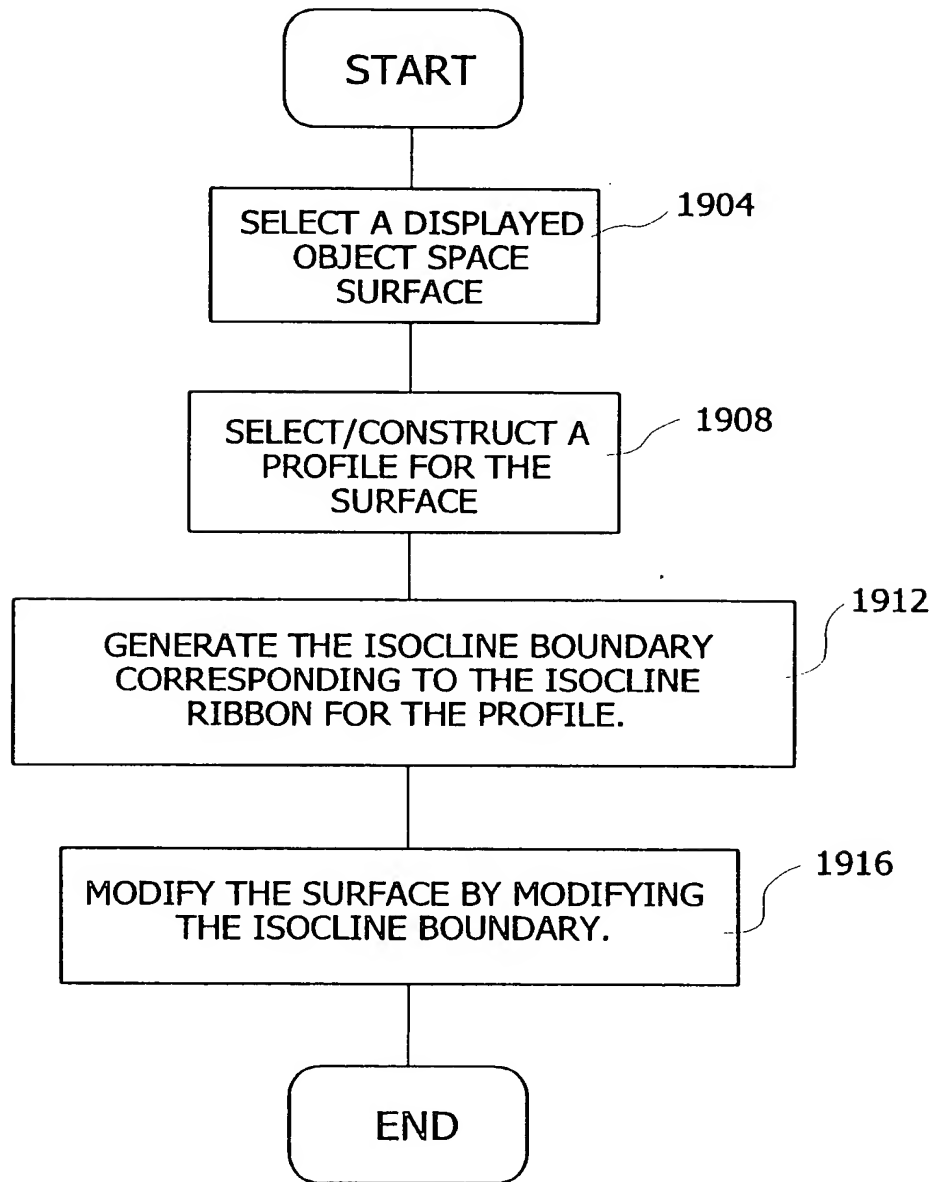 START
SELECT A DISPLAYED
OBJECT SPACE
SURFACE
1904
SELECT/CONSTRUCT A
PROFILE FOR THE
SURFACE
1908
GENERATE THE ISOCLINE BOUNDARY
CORRESPONDING TO THE ISOCLINE
RIBBON FOR THE PROFILE.
1912
MODIFY THE SURFACE BY MODIFYING
THE ISOCLINE BOUNDARY.
1916
END